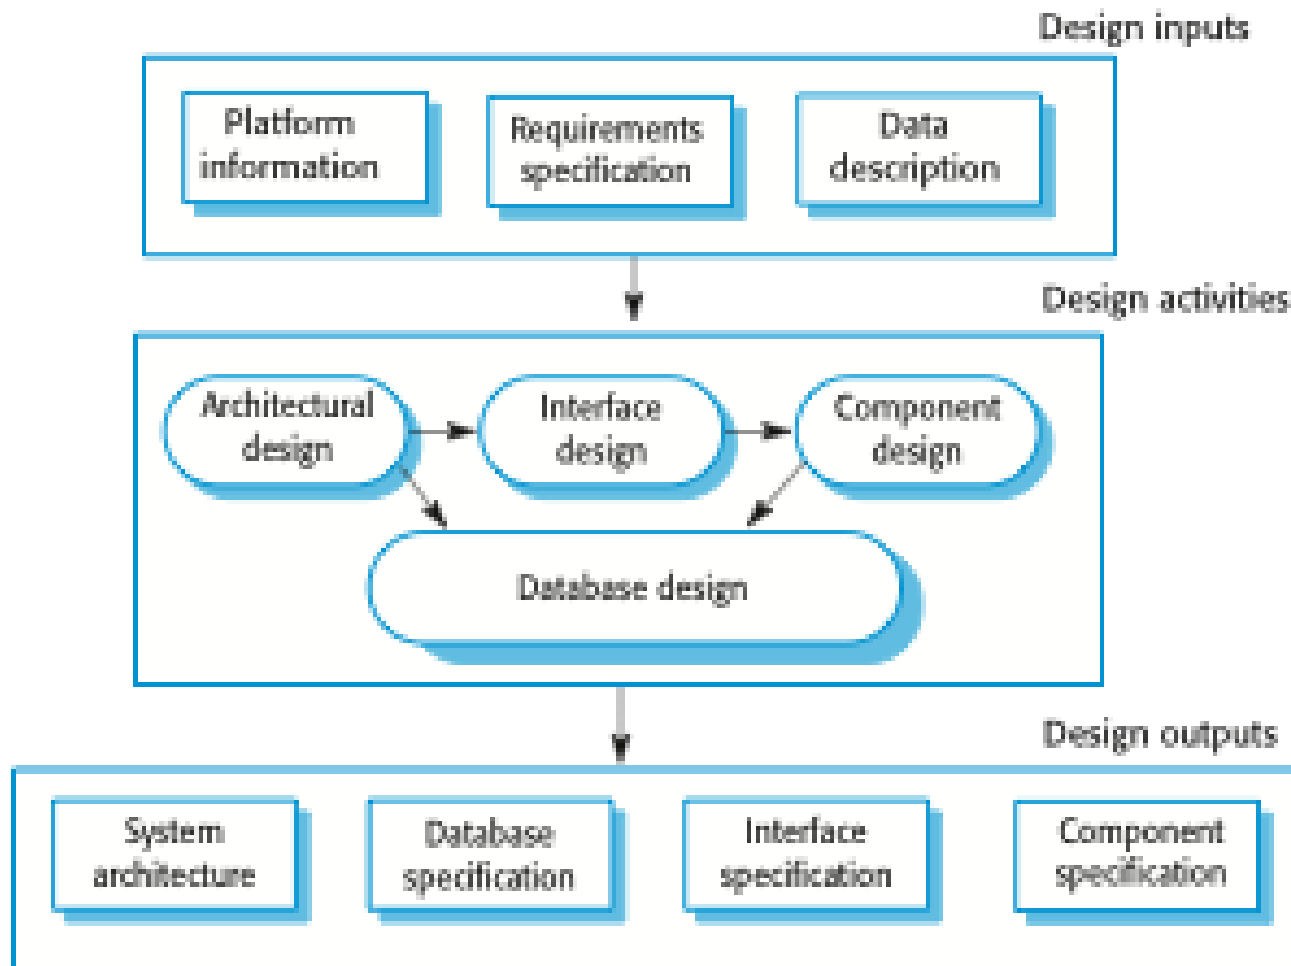 Design inputs
Platform
information
Requirements
specification
Data
description
Design activities
Architectural
design
Interface
design
Component
design
Database design
Design outputs
System
architecture
Database
specification
Interface
specification
Component
specification